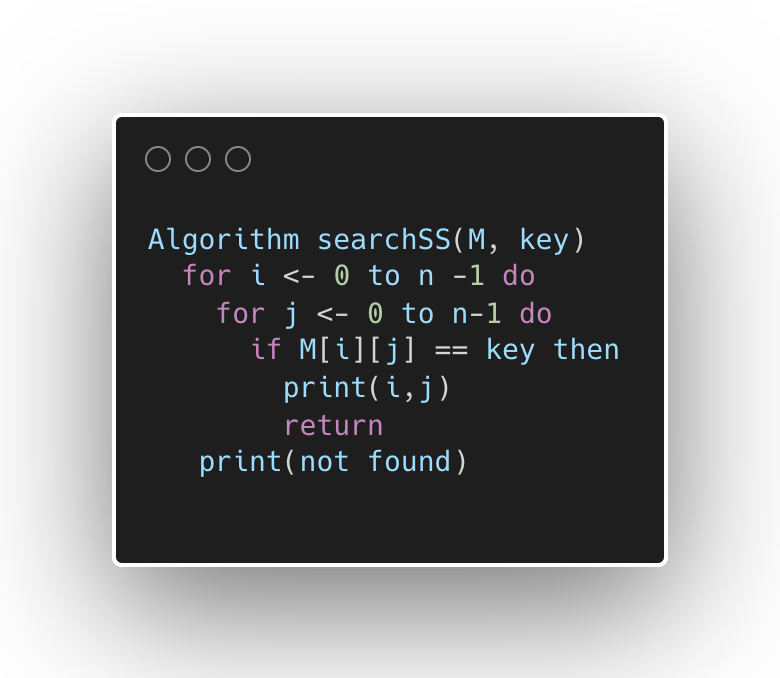 Algorithm searchSS(M, key)
for i <- 0 to n -1 do
for j <- 0 to n-1 do
if M[i][j] == key then
print(i,j)
return
print(not found)